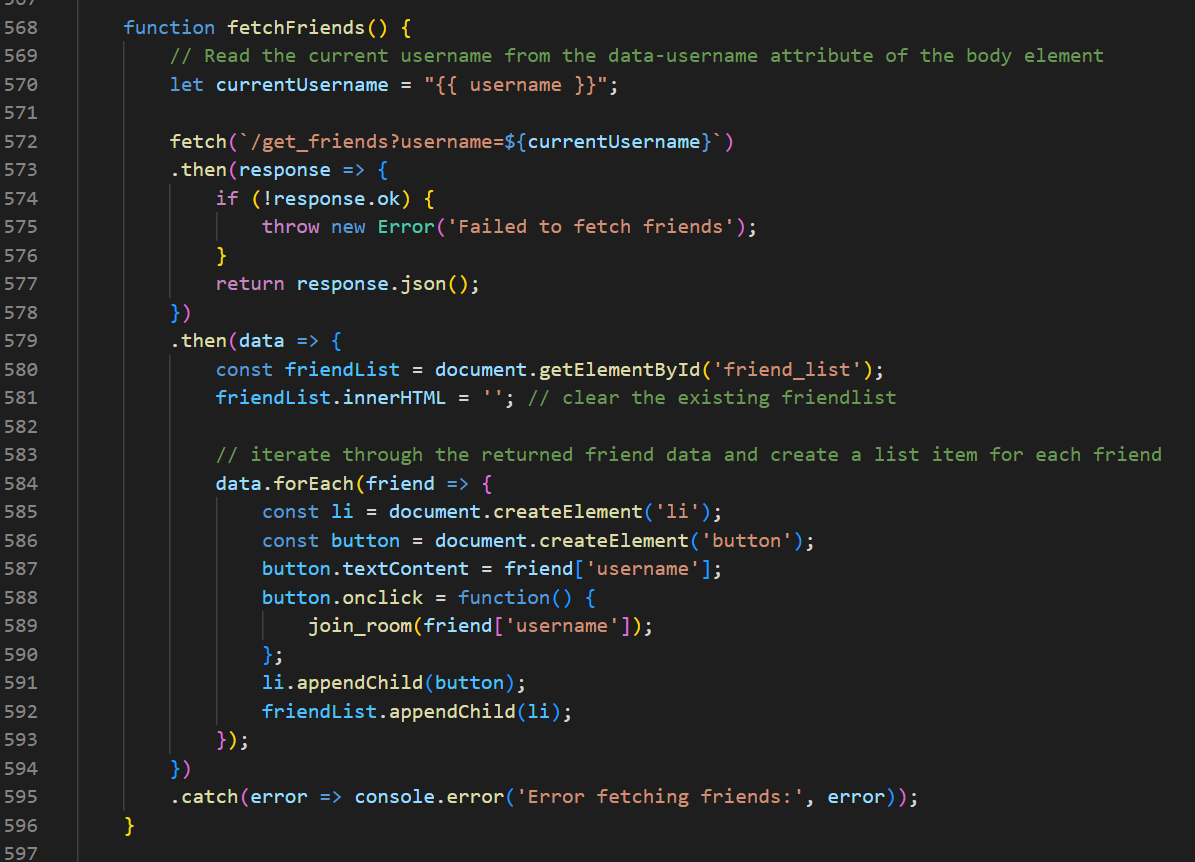 567
568 function fetchFriends() {
569 // Read the current username from the data-username attribute of the body element
570 let currentUsername = "{{ username }}";
571
572 fetch(`/get_friends?username=${currentUsername}`)
573 .then(response => {
574 if (!response.ok) {
575 throw new Error('Failed to fetch friends');
576 }
577 return response.json();
578 })
579 .then(data => {
580 const friendList = document.getElementById('friend_list');
581 friendList.innerHTML = ''; // clear the existing friendlist
582
583 // iterate through the returned friend data and create a list item for each friend
584 data.forEach(friend => {
585 const li = document.createElement('li');
586 const button = document.createElement('button');
587 button.textContent = friend['username'];
588 button.onclick = function() {
589 join_room(friend['username']);
590 };
591 li.appendChild(button);
592 friendList.appendChild(li);
593 });
594 })
595 .catch(error => console.error('Error fetching friends:', error));
596 }
597